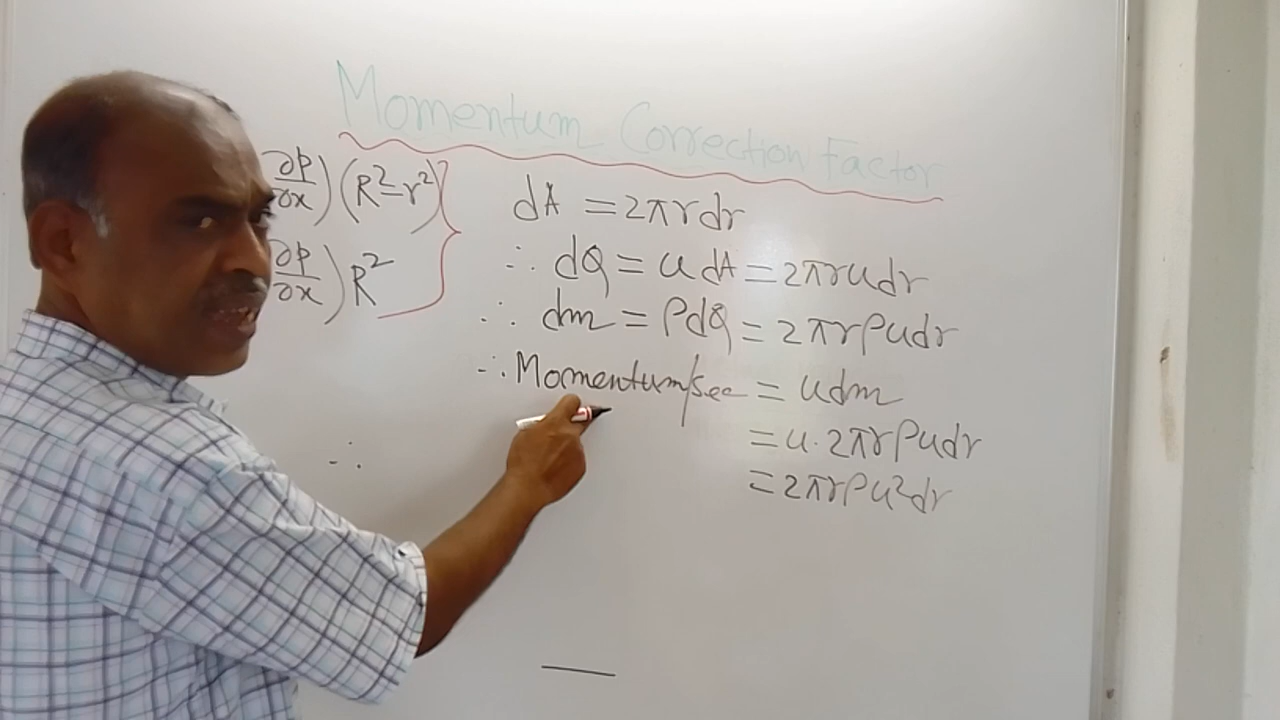 Momentum Correction Factor
∂p/∂x) (R²-r²)
∂p/∂x) R²
dA = 2πrdr
∴ dQ = u dA = 2πrudr
∴ dm = ρdQ = 2πrρudr
∴ Momentum/sec = udm
= u·2πrρudr
= 2πrρu²dr
∴